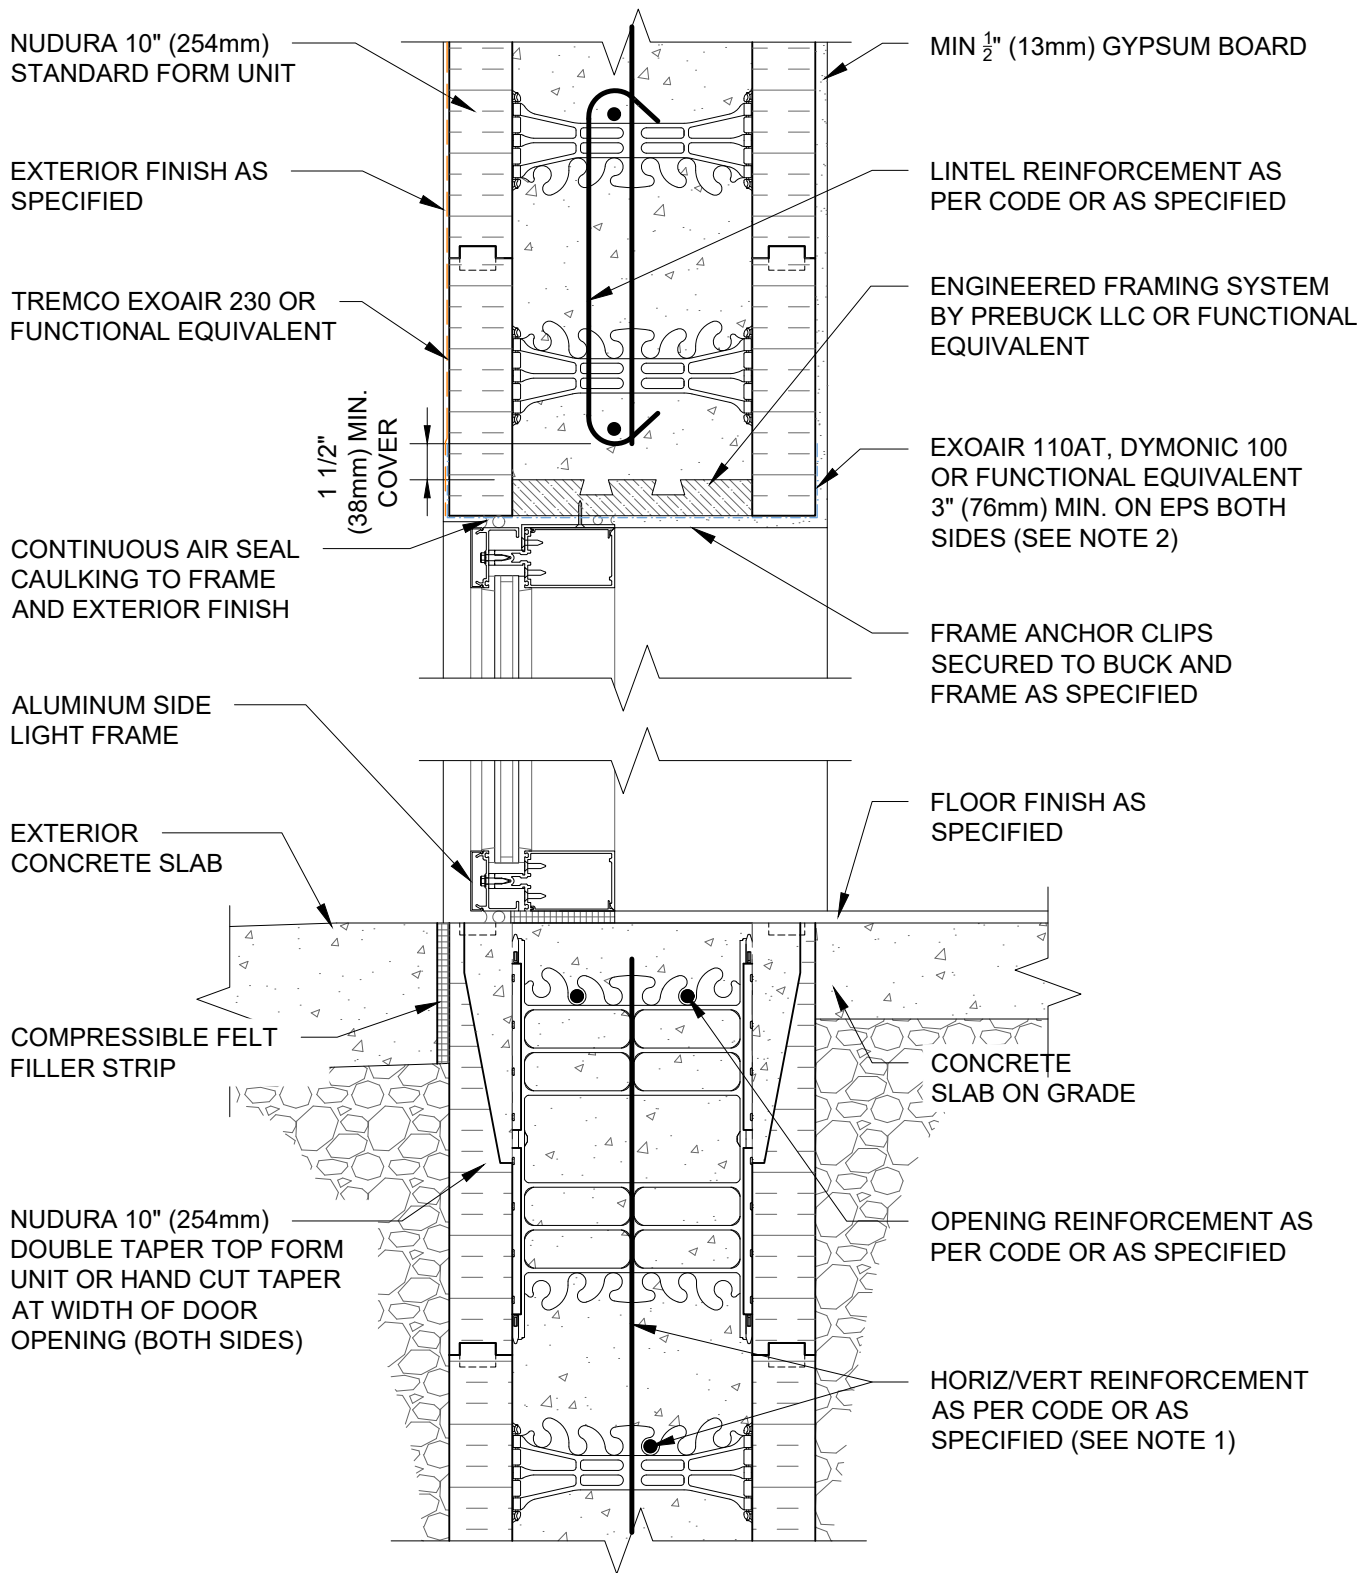 NUDURA 10" (254mm)
STANDARD FORM UNIT
EXTERIOR FINISH AS
SPECIFIED
TREMCO EXOAIR 230 OR
FUNCTIONAL EQUIVALENT
1 1/2"
(38mm) MIN.
COVER
CONTINUOUS AIR SEAL
CAULKING TO FRAME
AND EXTERIOR FINISH
ALUMINUM SIDE
LIGHT FRAME
EXTERIOR
CONCRETE SLAB
COMPRESSIBLE FELT
FILLER STRIP
NUDURA 10" (254mm)
DOUBLE TAPER TOP FORM
UNIT OR HAND CUT TAPER
AT WIDTH OF DOOR
OPENING (BOTH SIDES)
MIN 1/2" (13mm) GYPSUM BOARD
LINTEL REINFORCEMENT AS
PER CODE OR AS SPECIFIED
ENGINEERED FRAMING SYSTEM
BY PREBUCK LLC OR FUNCTIONAL
EQUIVALENT
EXOAIR 110AT, DYMONIC 100
OR FUNCTIONAL EQUIVALENT
3" (76mm) MIN. ON EPS BOTH
SIDES (SEE NOTE 2)
FRAME ANCHOR CLIPS
SECURED TO BUCK AND
FRAME AS SPECIFIED
FLOOR FINISH AS
SPECIFIED
CONCRETE
SLAB ON GRADE
OPENING REINFORCEMENT AS
PER CODE OR AS SPECIFIED
HORIZ/VERT REINFORCEMENT
AS PER CODE OR AS
SPECIFIED (SEE NOTE 1)